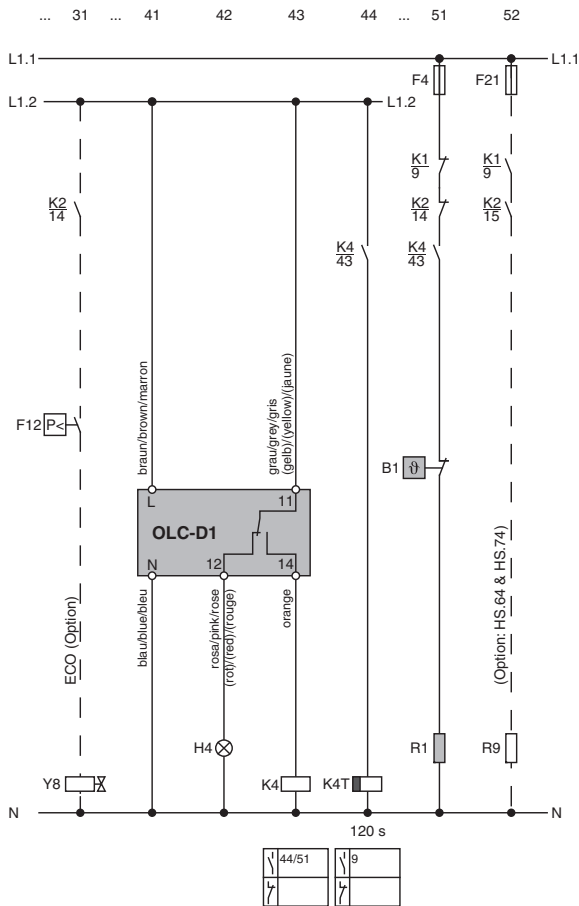 ... 31 ... 41 42 43 44 ... 51 52
L1.1 L1.1
F4 F21
L1.2 L1.2
K1
9
K1
9
K2
14
K2
14
K2
15
K4
43
K4
43
braun/brown/marron
grau/grey/gris
(gelb)/(yellow)/(jaune)
F12 P<
B1 ϑ
L 11
OLC-D1
N 12 14
ECO (Option)
blau/blue/bleu
rosa/pink/rose
(rot)/(red)/(rouge)
orange
(Option: HS.64 & HS.74)
H4 R1 R9
Y8 K4 K4T
N N
120 s
44/51 9